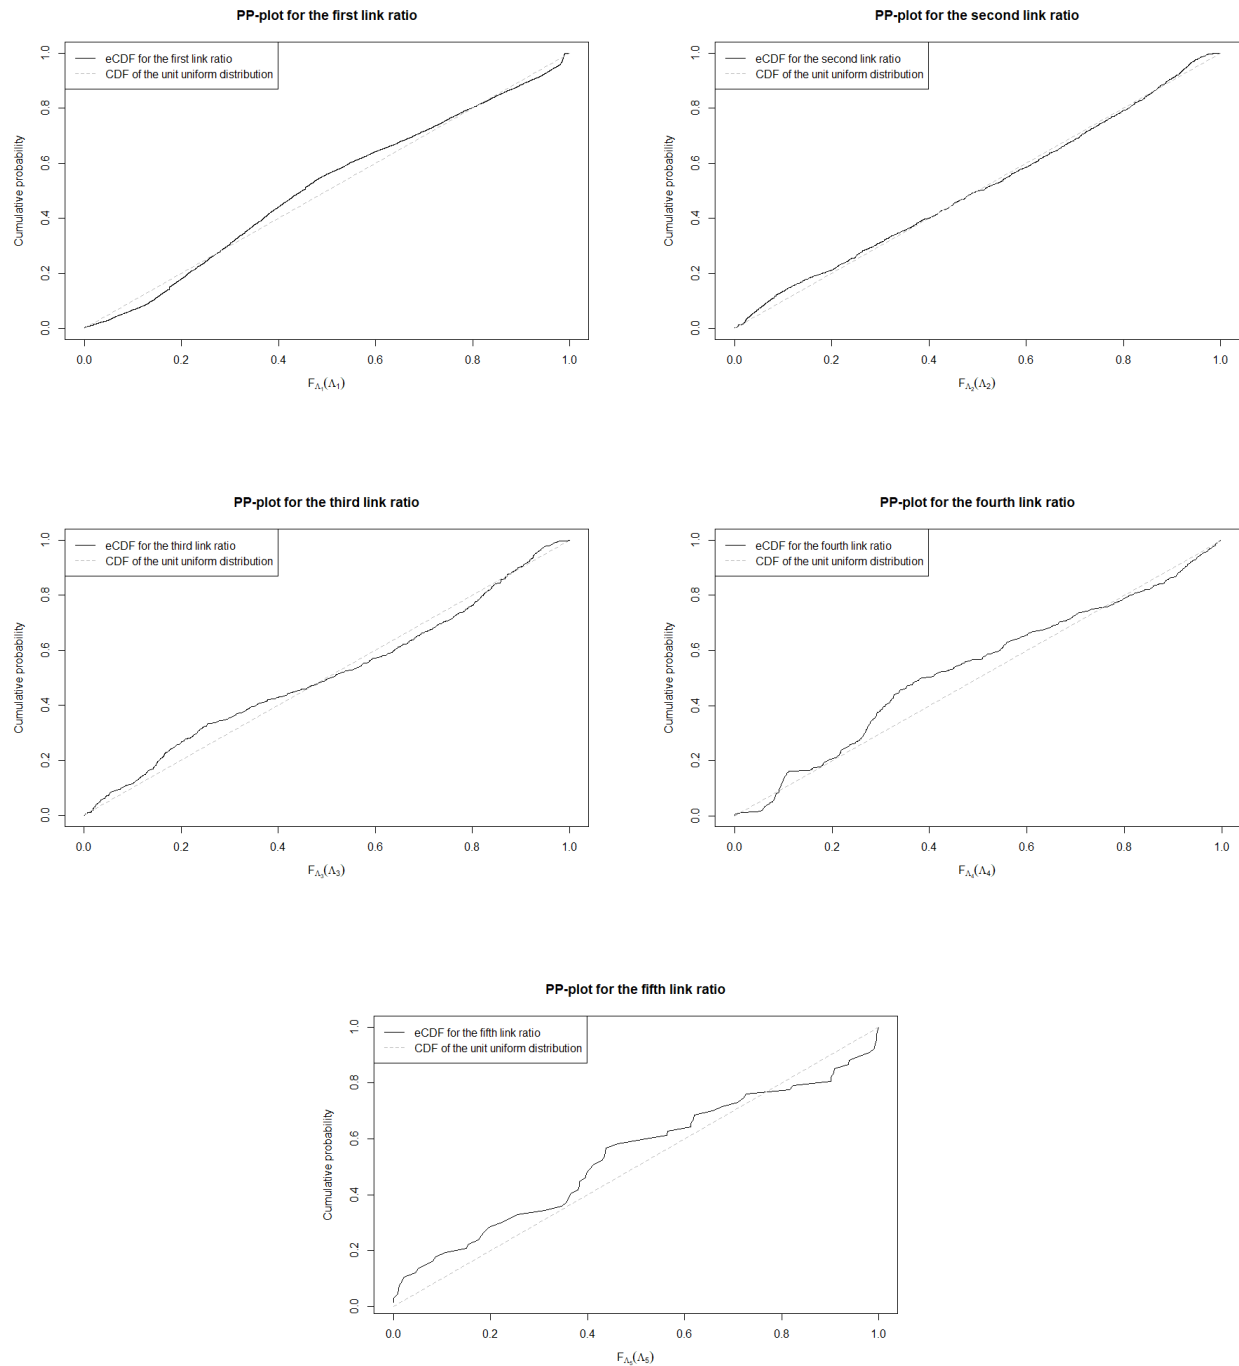 PP-plot for the first link ratio
eCDF for the first link ratio
CDF of the unit uniform distribution
Cumulative probability
0.0 0.2 0.4 0.6 0.8 1.0
0.0 0.2 0.4 0.6 0.8 1.0
F_Λ₁(Λ₁)
PP-plot for the second link ratio
eCDF for the second link ratio
CDF of the unit uniform distribution
Cumulative probability
0.0 0.2 0.4 0.6 0.8 1.0
0.0 0.2 0.4 0.6 0.8 1.0
F_Λ₂(Λ₂)
PP-plot for the third link ratio
eCDF for the third link ratio
CDF of the unit uniform distribution
Cumulative probability
0.0 0.2 0.4 0.6 0.8 1.0
0.0 0.2 0.4 0.6 0.8 1.0
F_Λ₃(Λ₃)
PP-plot for the fourth link ratio
eCDF for the fourth link ratio
CDF of the unit uniform distribution
Cumulative probability
0.0 0.2 0.4 0.6 0.8 1.0
0.0 0.2 0.4 0.6 0.8 1.0
F_Λ₄(Λ₄)
PP-plot for the fifth link ratio
eCDF for the fifth link ratio
CDF of the unit uniform distribution
Cumulative probability
0.0 0.2 0.4 0.6 0.8 1.0
0.0 0.2 0.4 0.6 0.8 1.0
F_Λ₅(Λ₅)